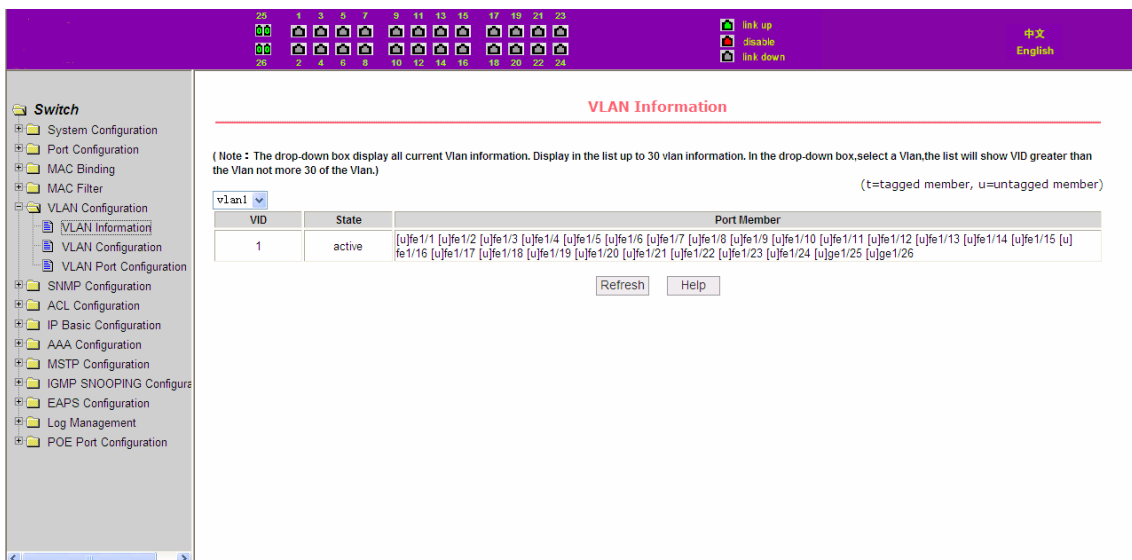 25 1 3 5 7 9 11 13 15 17 19 21 23
26 2 4 6 8 10 12 14 16 18 20 22 24
link up
disable
link down
中文
English
Switch
System Configuration
Port Configuration
MAC Binding
MAC Filter
VLAN Configuration
VLAN Information
VLAN Configuration
VLAN Port Configuration
SNMP Configuration
ACL Configuration
IP Basic Configuration
AAA Configuration
MSTP Configuration
IGMP SNOOPING Configura
EAPS Configuration
Log Management
POE Port Configuration
VLAN Information
( Note : The drop-down box display all current Vlan information. Display in the list up to 30 vlan information. In the drop-down box,select a Vlan,the list will show VID greater than
the Vlan not more 30 of the Vlan.)
(t=tagged member, u=untagged member)
vlan1
VID State Port Member
1 active [u]fe1/1 [u]fe1/2 [u]fe1/3 [u]fe1/4 [u]fe1/5 [u]fe1/6 [u]fe1/7 [u]fe1/8 [u]fe1/9 [u]fe1/10 [u]fe1/11 [u]fe1/12 [u]fe1/13 [u]fe1/14 [u]fe1/15 [u]
fe1/16 [u]fe1/17 [u]fe1/18 [u]fe1/19 [u]fe1/20 [u]fe1/21 [u]fe1/22 [u]fe1/23 [u]fe1/24 [u]ge1/25 [u]ge1/26
Refresh Help